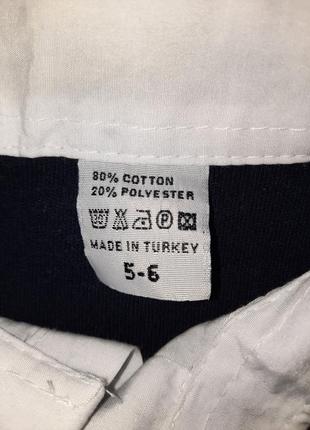 80% COTTON
20% POLYESTER
MADE IN TURKEY
5-6